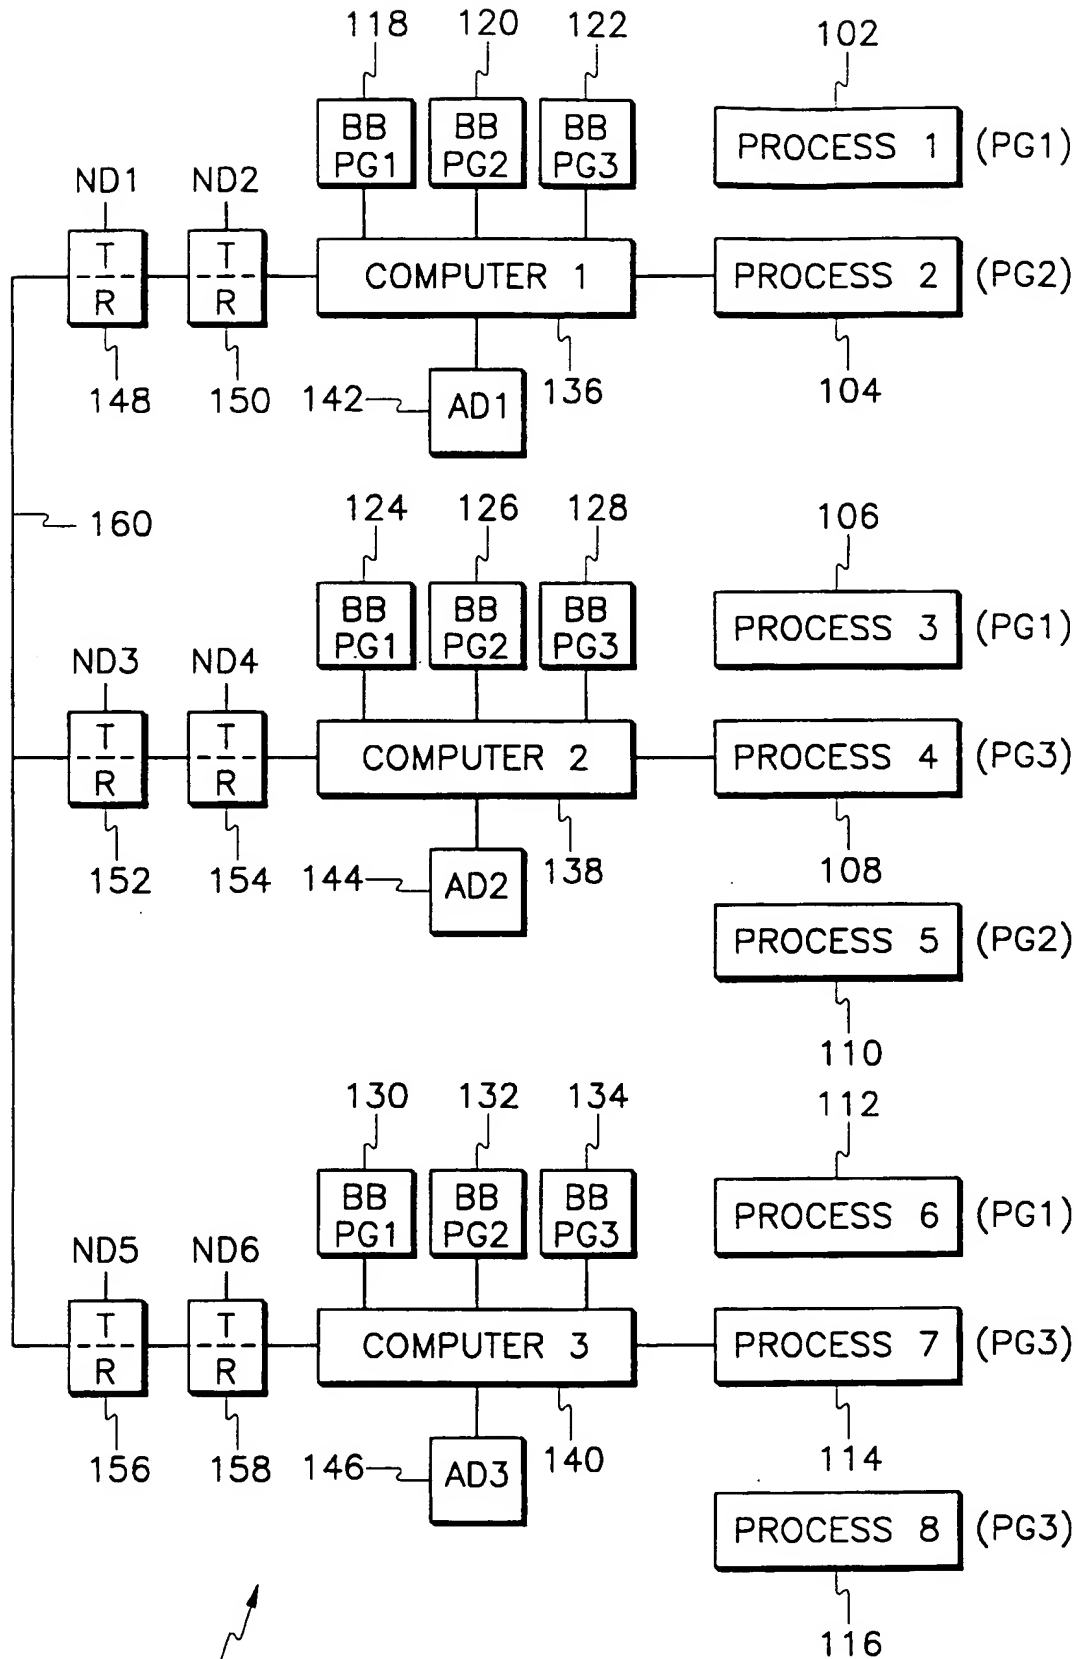 118 120 122 102
BB BB BB
PG1 PG2 PG3
PROCESS 1 (PG1)
ND1 ND2
T T
R R
COMPUTER 1
PROCESS 2 (PG2)
148 150 142 AD1 136 104
160
124 126 128 106
BB BB BB
PG1 PG2 PG3
PROCESS 3 (PG1)
ND3 ND4
T T
R R
COMPUTER 2
PROCESS 4 (PG3)
152 154 144 AD2 138 108
PROCESS 5 (PG2)
110
130 132 134 112
BB BB BB
PG1 PG2 PG3
PROCESS 6 (PG1)
ND5 ND6
T T
R R
COMPUTER 3
PROCESS 7 (PG3)
156 158 146 AD3 140 114
PROCESS 8 (PG3)
116